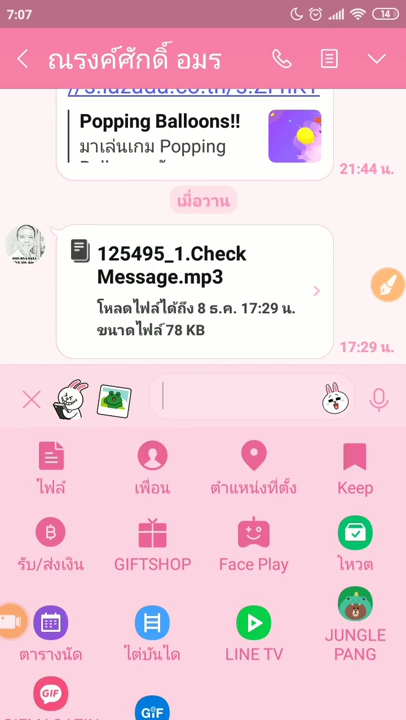 7:07
14
ณรงค์ศักดิ์ อมร
Popping Balloons!!
มาเล่นเกม Popping
21:44 น.
เมื่อวาน
125495_1.Check
Message.mp3
โหลดไฟล์ได้ถึง 8 ธ.ค. 17:29 น.
ขนาดไฟล์ 78 KB
17:29 น.
ไฟล์
เพื่อน
ตำแหน่งที่ตั้ง
Keep
รับ/ส่งเงิน
GIFTSHOP
Face Play
โหวต
ตารางนัด
ไต่บันได
LINE TV
JUNGLE
PANG
GIF
GIF